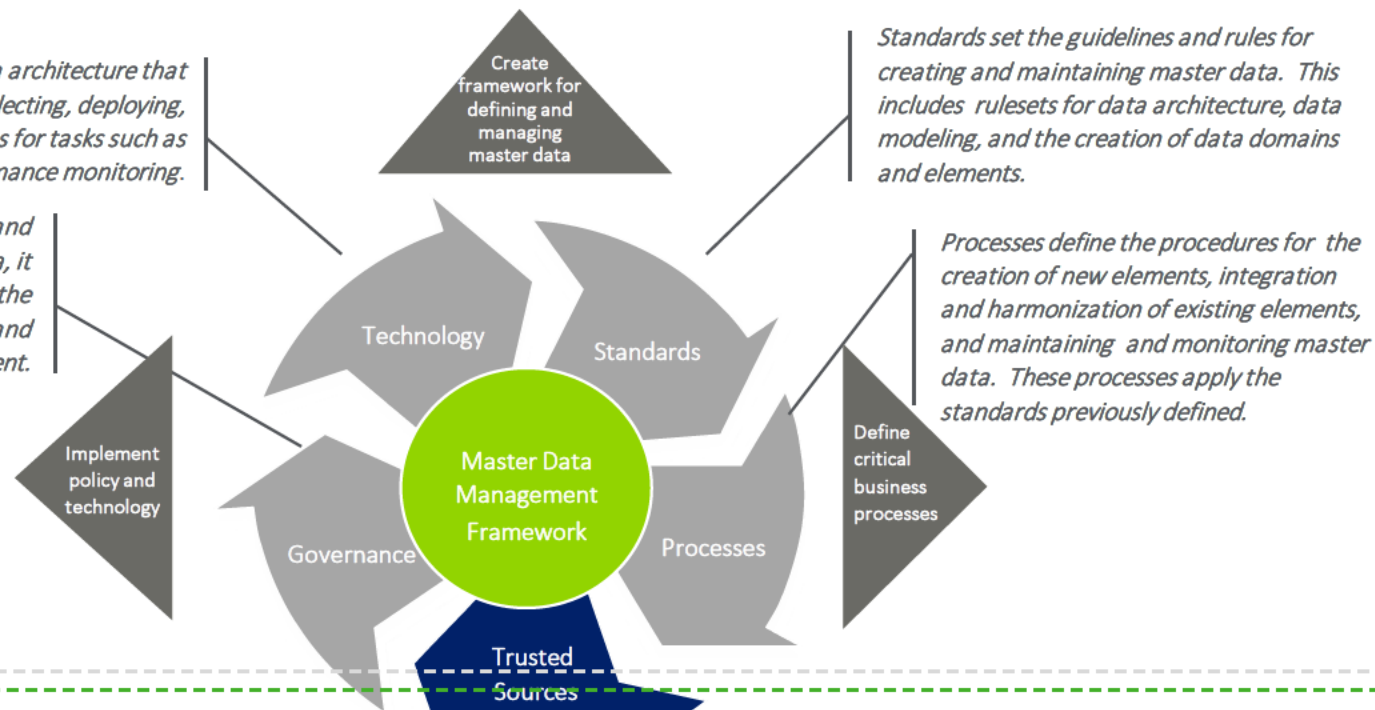 Create
framework for
defining and
managing
master data
architecture that
lecting, deploying,
s for tasks such as
mance monitoring.
Standards set the guidelines and rules for
creating and maintaining master data. This
includes rulesets for data architecture, data
modeling, and the creation of data domains
and elements.
and
, it
the
and
ent.
Processes define the procedures for the
creation of new elements, integration
and harmonization of existing elements,
and maintaining and monitoring master
data. These processes apply the
standards previously defined.
Technology
Standards
Implement
policy and
technology
Master Data
Management
Framework
Define
critical
business
processes
Governance
Processes
Trusted
Sources